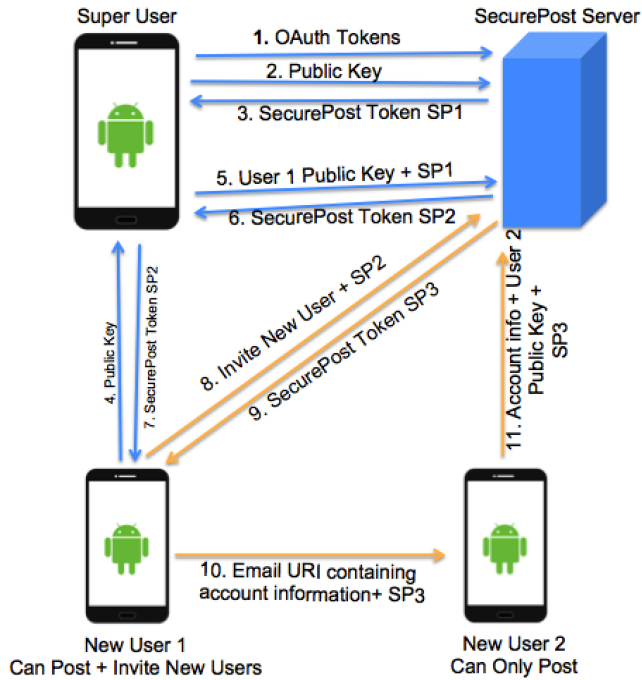 Super User
SecurePost Server
1. OAuth Tokens
2. Public Key
3. SecurePost Token SP1
5. User 1 Public Key + SP1
6. SecurePost Token SP2
4. Public Key
7. SecurePost Token SP2
8. Invite New User + SP2
9. SecurePost Token SP3
11. Account info + User 2
Public Key +
SP3
10. Email URI containing
account information+ SP3
New User 1
Can Post + Invite New Users
New User 2
Can Only Post